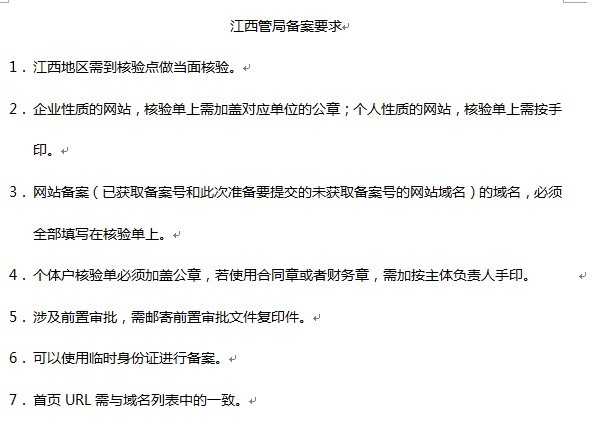 江西管局备案要求
1．江西地区需到核验点做当面核验。
2．企业性质的网站，核验单上需加盖对应单位的公章；个人性质的网站，核验单上需按手
印。
3．网站备案（已获取备案号和此次准备要提交的未获取备案号的网站域名）的域名，必须
全部填写在核验单上。
4．个体户核验单必须加盖公章，若使用合同章或者财务章，需加按主体负责人手印。
5．涉及前置审批，需邮寄前置审批文件复印件。
6．可以使用临时身份证进行备案。
7．首页 URL 需与域名列表中的一致。